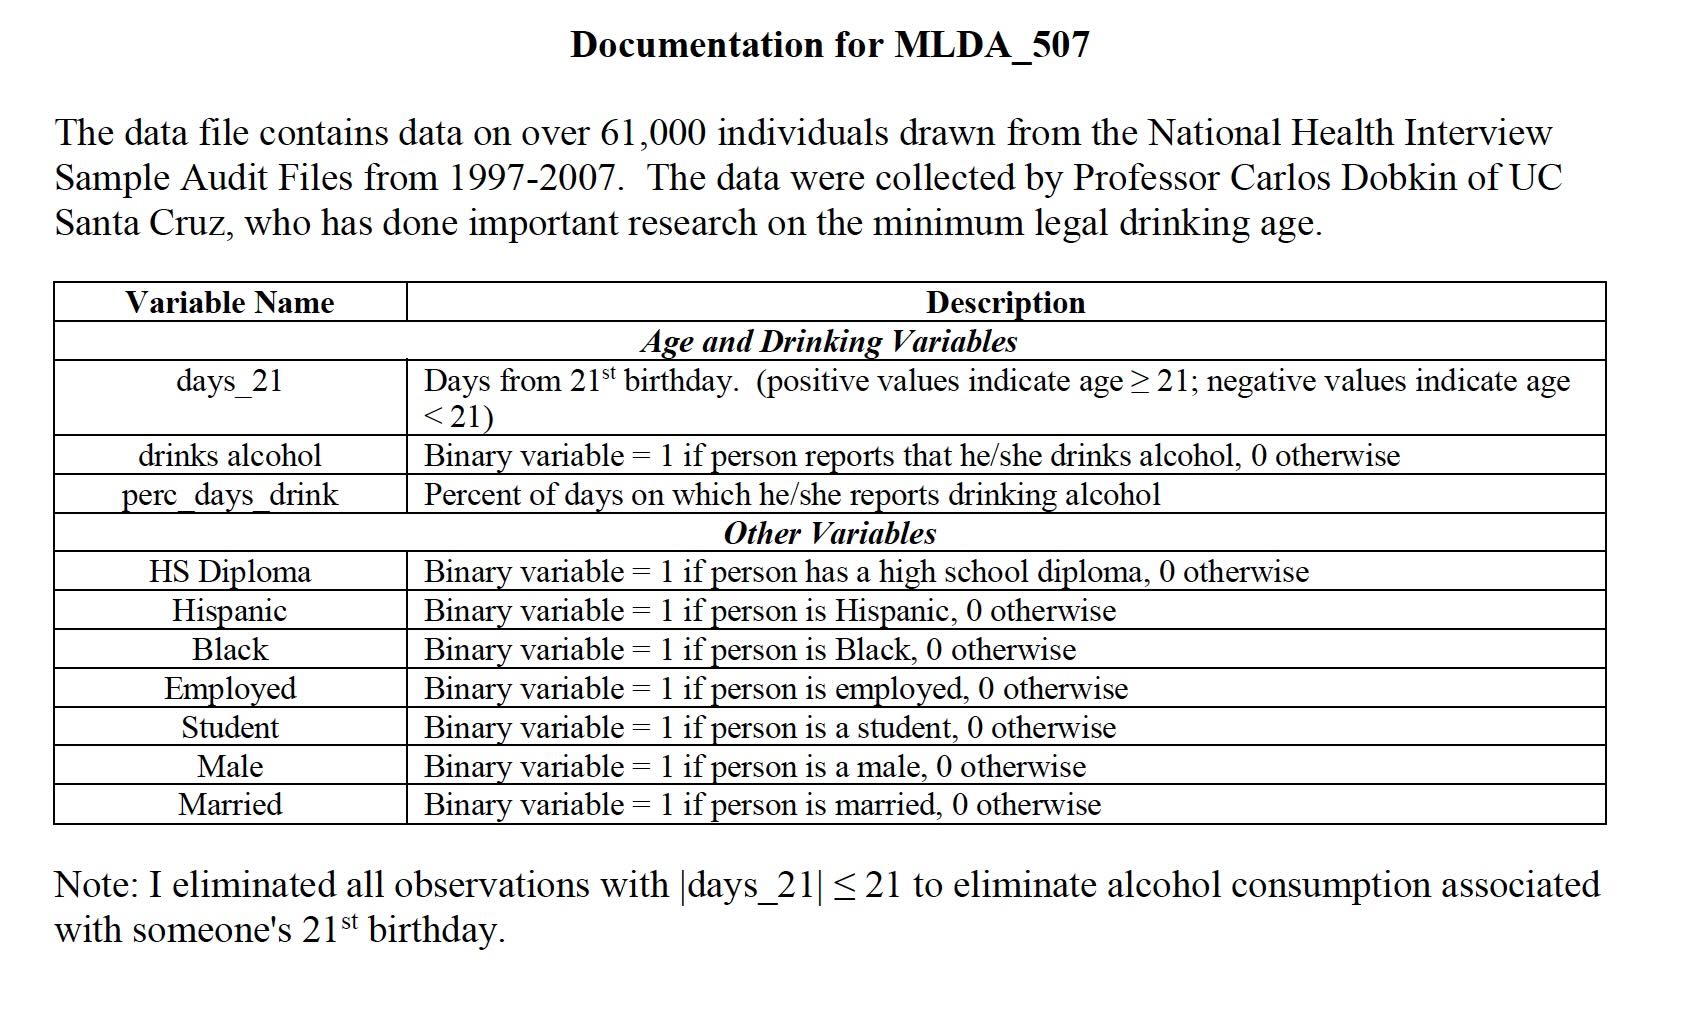 Documentation for MLDA_507
The data file contains data on over 61,000 individuals drawn from the National Health Interview
Sample Audit Files from 1997-2007.  The data were collected by Professor Carlos Dobkin of UC
Santa Cruz, who has done important research on the minimum legal drinking age.
Variable Name Description
Age and Drinking Variables
days_21 Days from 21st birthday.  (positive values indicate age ≥ 21; negative values indicate age
< 21)
drinks alcohol Binary variable = 1 if person reports that he/she drinks alcohol, 0 otherwise
perc_days_drink Percent of days on which he/she reports drinking alcohol
Other Variables
HS Diploma Binary variable = 1 if person has a high school diploma, 0 otherwise
Hispanic Binary variable = 1 if person is Hispanic, 0 otherwise
Black Binary variable = 1 if person is Black, 0 otherwise
Employed Binary variable = 1 if person is employed, 0 otherwise
Student Binary variable = 1 if person is a student, 0 otherwise
Male Binary variable = 1 if person is a male, 0 otherwise
Married Binary variable = 1 if person is married, 0 otherwise
Note: I eliminated all observations with |days_21| ≤ 21 to eliminate alcohol consumption associated
with someone's 21st birthday.